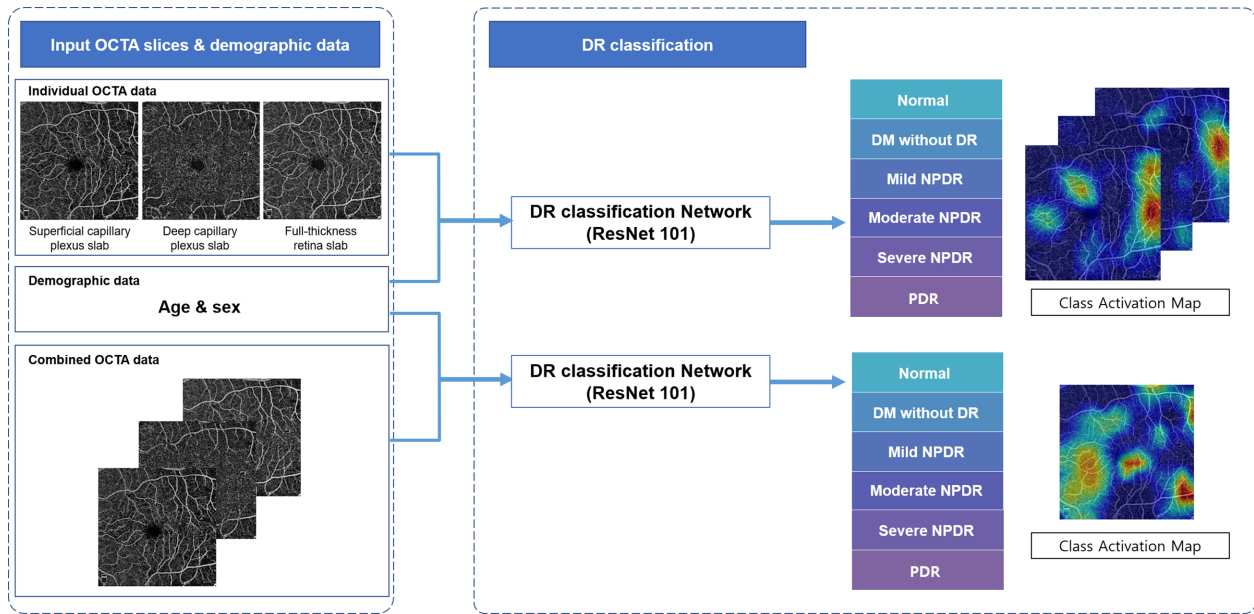 Input OCTA slices & demographic data
Individual OCTA data
Superficial capillary
plexus slab
Deep capillary
plexus slab
Full-thickness
retina slab
Demographic data
Age & sex
Combined OCTA data
DR classification
DR classification Network
(ResNet 101)
Normal
DM without DR
Mild NPDR
Moderate NPDR
Severe NPDR
PDR
Class Activation Map
DR classification Network
(ResNet 101)
Normal
DM without DR
Mild NPDR
Moderate NPDR
Severe NPDR
PDR
Class Activation Map